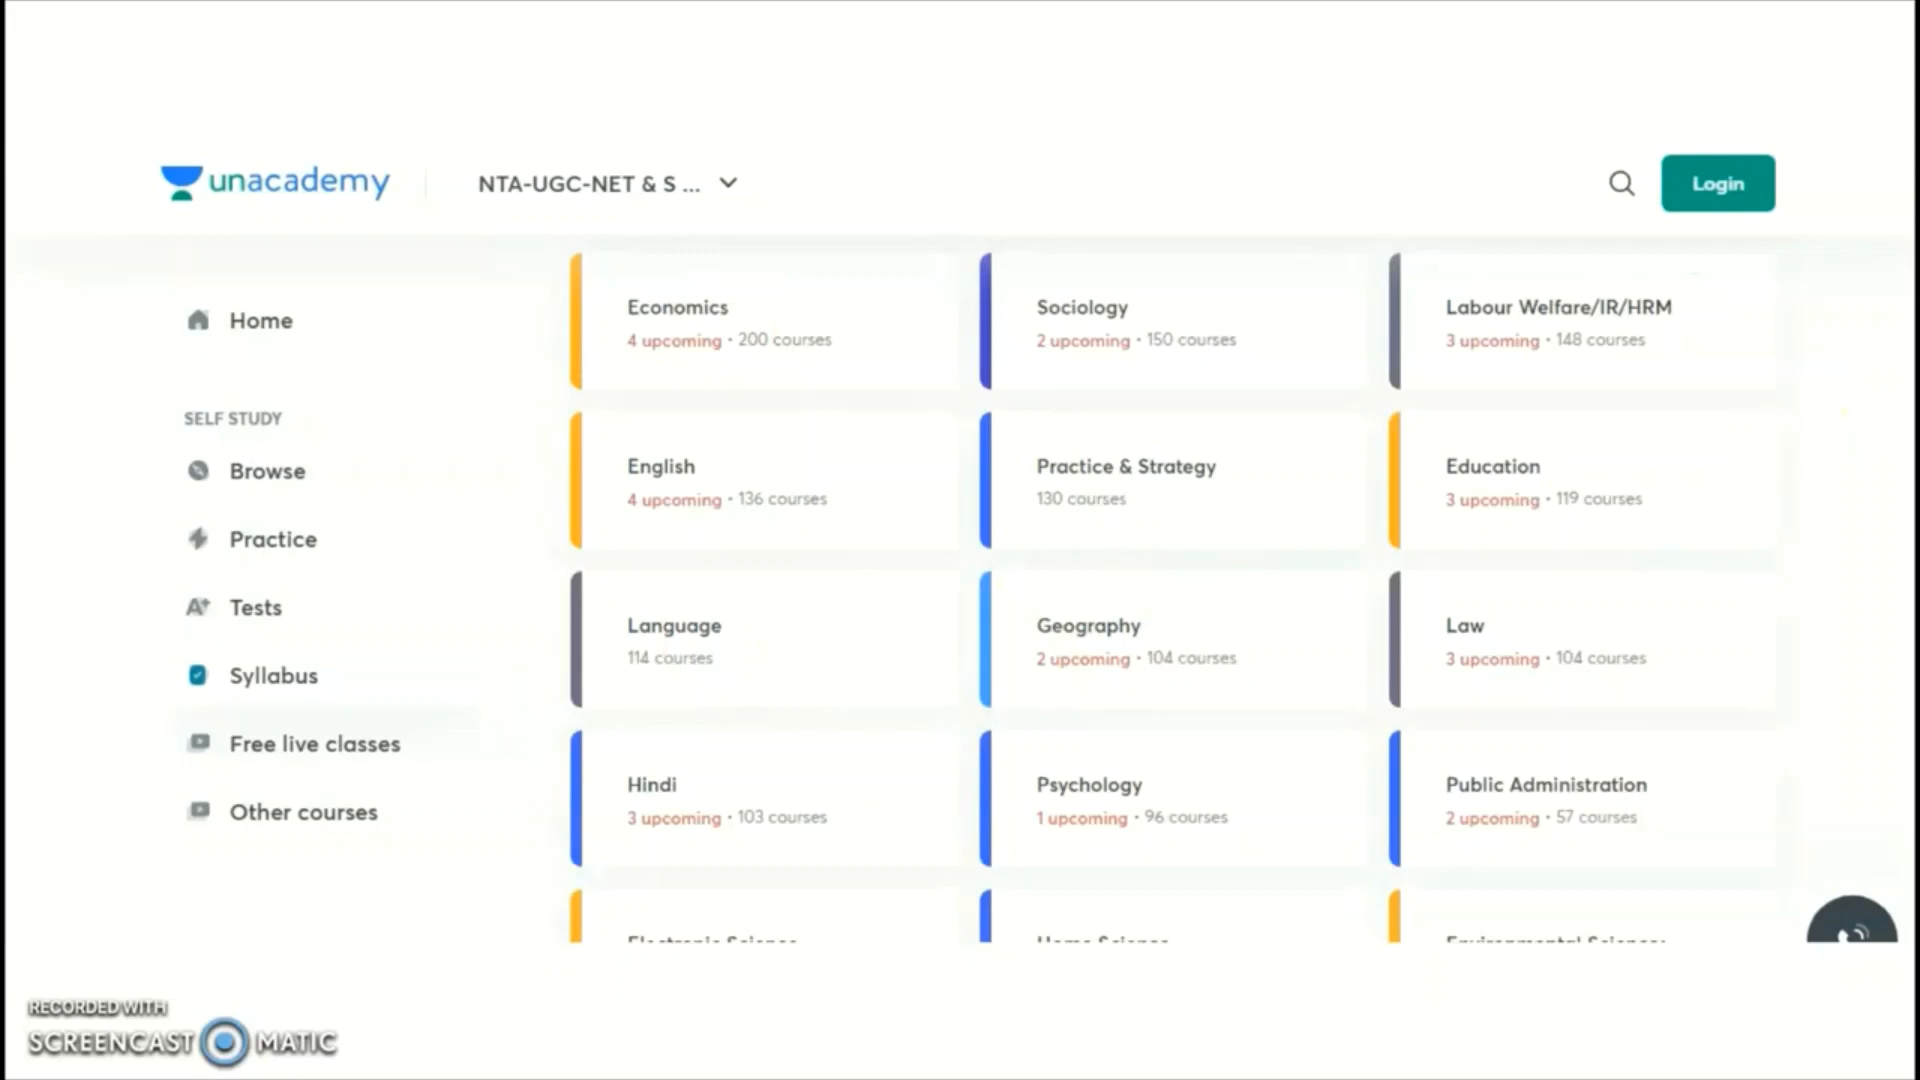 unacademy
NTA-UGC-NET & S ...
Login
Home
SELF STUDY
Browse
Practice
Tests
Syllabus
Free live classes
Other courses
Economics
4 upcoming • 200 courses
Sociology
2 upcoming • 150 courses
Labour Welfare/IR/HRM
3 upcoming • 148 courses
English
4 upcoming • 136 courses
Practice & Strategy
130 courses
Education
3 upcoming • 119 courses
Language
114 courses
Geography
2 upcoming • 104 courses
Law
3 upcoming • 104 courses
Hindi
3 upcoming • 103 courses
Psychology
1 upcoming • 96 courses
Public Administration
2 upcoming • 57 courses
Electronic Science
Home Science
RECORDED WITH
SCREENCAST MATIC